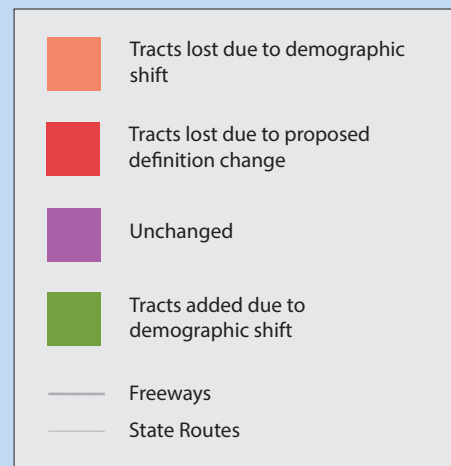 Tracts lost due to demographic
shift
Tracts lost due to proposed
definition change
Unchanged
Tracts added due to
demographic shift
Freeways
State Routes